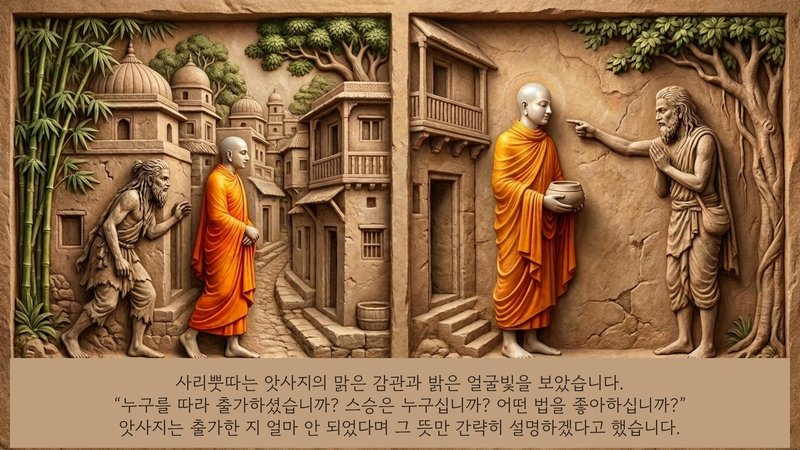 사리뿟따는 앗사지의 맑은 감관과 밝은 얼굴빛을 보았습니다.
“누구를 따라 출가하셨습니까? 스승은 누구십니까? 어떤 법을 좋아하십니까?”
앗사지는 출가한 지 얼마 안 되었다며 그 뜻만 간략히 설명하겠다고 했습니다.